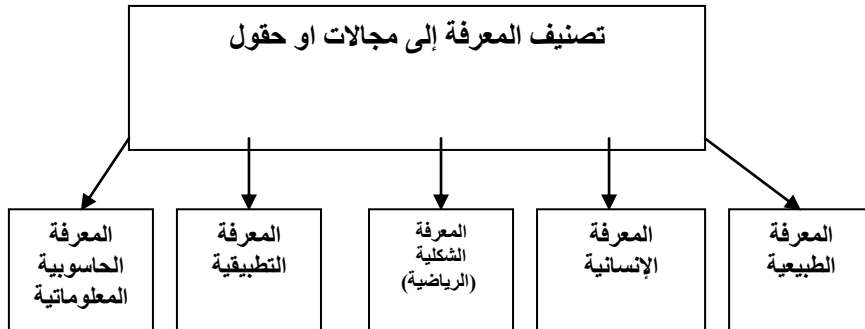 تصنيف المعرفة إلى مجالات او حقول
المعرفة
الطبيعية
المعرفة
الإنسانية
المعرفة
الشكلية
(الرياضية)
المعرفة
التطبيقية
المعرفة
الحاسوبية
المعلوماتية